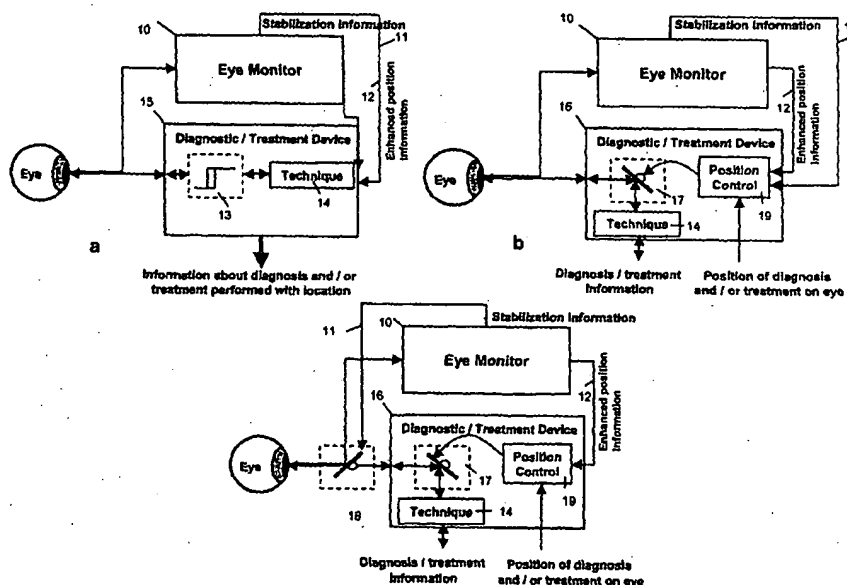 10
Stabilization Information
11
Eye Monitor
12
Enhanced position
Information
15
Diagnostic / Treatment Device
Eye
Technique
13
14
a
Information about diagnosis and / or
treatment performed with location
10
Stabilization Information
Eye Monitor
12
Enhanced position
Information
16
Diagnostic / Treatment Device
Eye
Position
Control
17
19
Technique
14
b
Diagnosis / treatment
Information
Position of diagnosis
and / or treatment on eye
11
10
Stabilization Information
Eye Monitor
12
Enhanced position
Information
16
Diagnostic / Treatment Device
Eye
Position
Control
17
19
18
Technique
14
Diagnosis / treatment
Information
Position of diagnosis
and / or treatment on eye